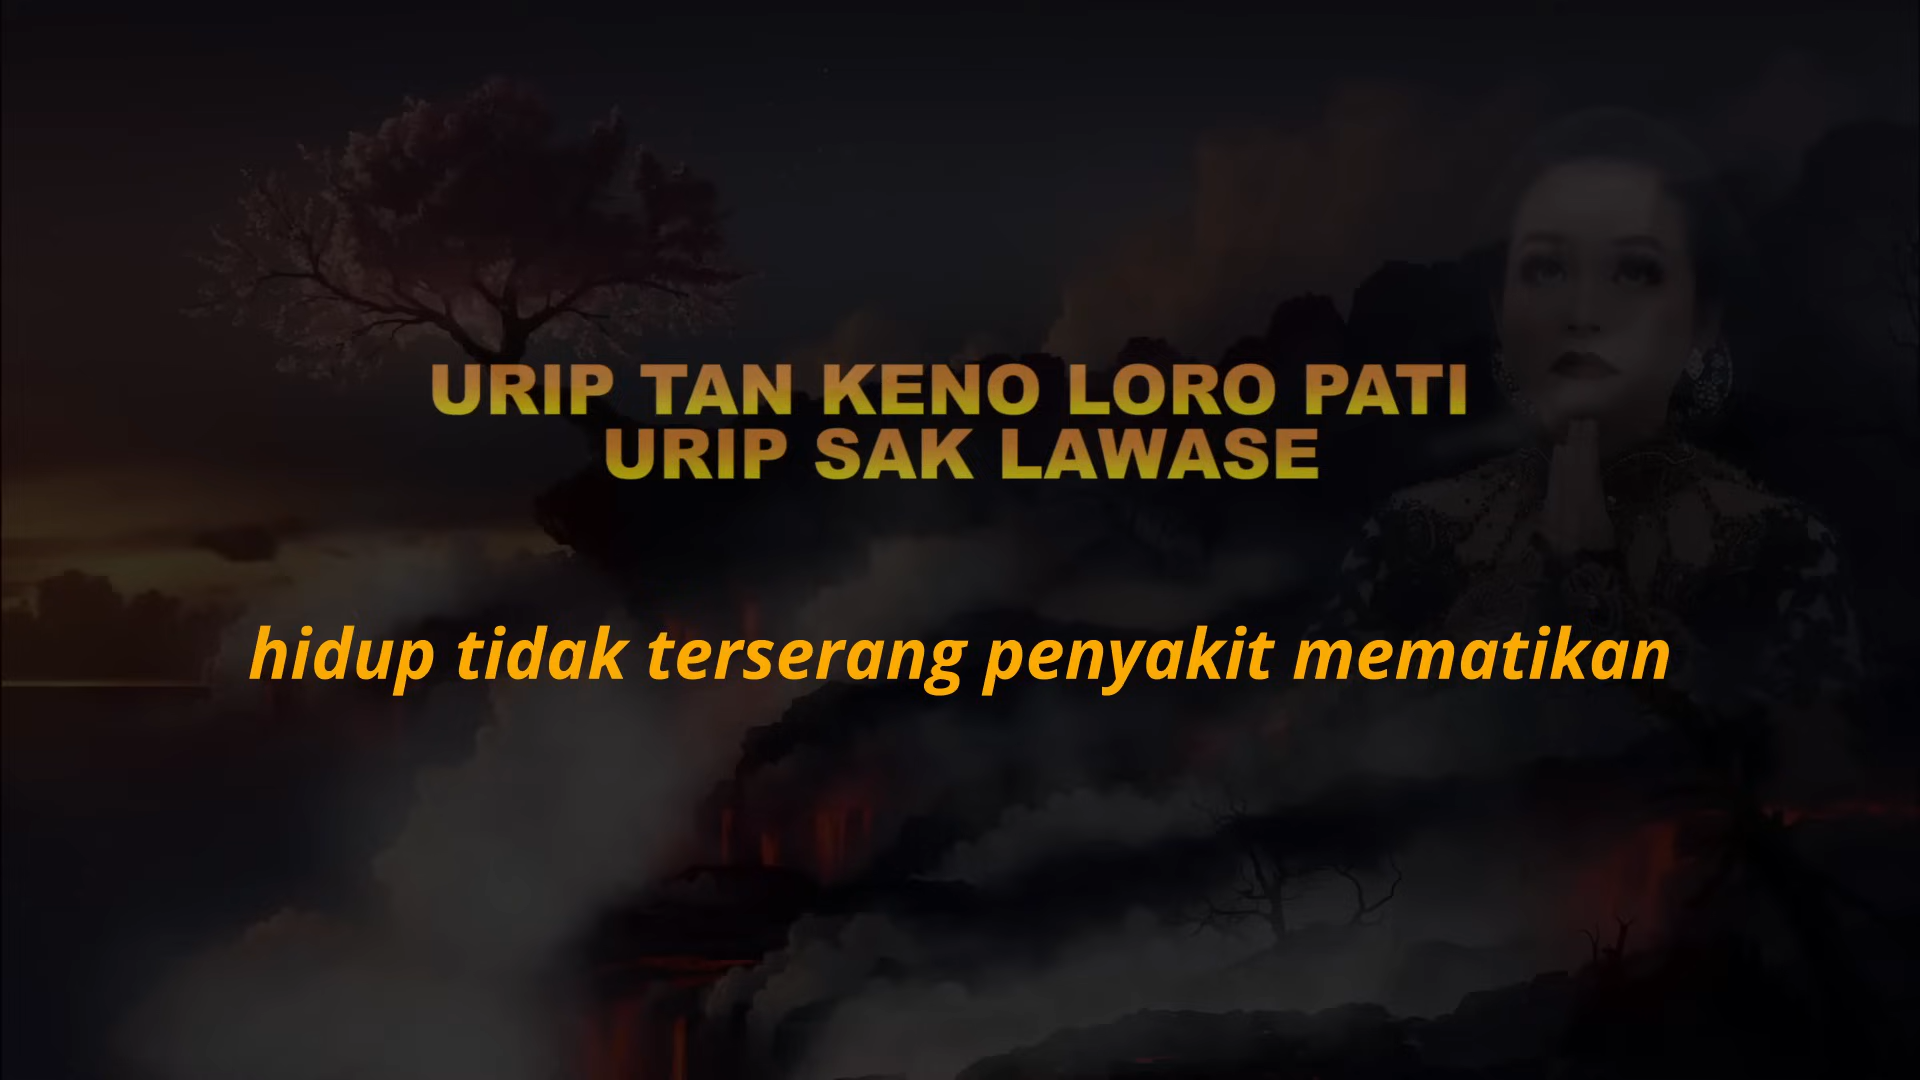 URIP TAN KENO LORO PATI
URIP SAK LAWASE
hidup tidak terserang penyakit mematikan